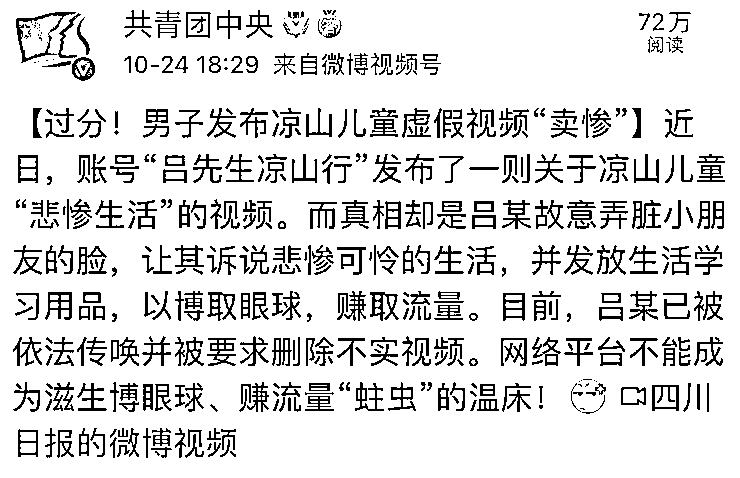 共青团中央
72万
阅读
10-24 18:29 来自微博视频号
【过分！男子发布凉山儿童虚假视频“卖惨”】近
日，账号“吕先生凉山行”发布了一则关于凉山儿童
“悲惨生活”的视频。而真相却是吕某故意弄脏小朋
友的脸，让其诉说悲惨可怜的生活，并发放生活学
习用品，以博取眼球，赚取流量。目前，吕某已被
依法传唤并被要求删除不实视频。网络平台不能成
为滋生博眼球、赚流量“蛀虫”的温床！四川
日报的微博视频